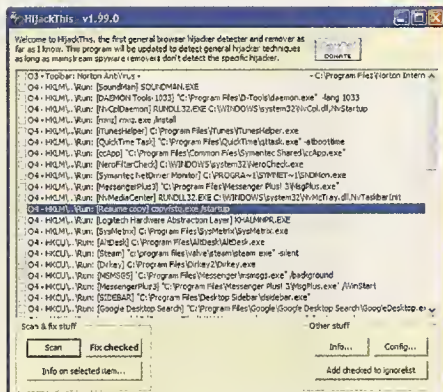 HijackThis - v1.99.0
Welcome to HijackThis, the first general browser hijacker detector and remover as
far as I know. This program will be updated to detect general hijacker techniques
as long as mainstream spyware removers don't detect the specific hijacker.
DONATE
O3 - Toolbar: Norton AntiVirus - - C:\Program Files\Norton Intern
O4 - HKLM\..\Run: [SoundMan] SOUNDMAN.EXE
O4 - HKLM\..\Run: [DAEMON Tools-1033] "C:\Program Files\D-Tools\daemon.exe" -lang 1033
O4 - HKLM\..\Run: [NvCplDaemon] RUNDLL32.EXE C:\WINDOWS\system32\NvCpl.dll,NvStartup
O4 - HKLM\..\Run: /install
O4 - HKLM\..\Run: [iTunesHelper] C:\Program Files\iTunes\iTunesHelper.exe
O4 - HKLM\..\Run: [QuickTime Task] "C:\Program Files\QuickTime\qttask.exe" -atboottime
O4 - HKLM\..\Run: [ccApp] "C:\Program Files\Common Files\Symantec Shared\ccApp.exe"
O4 - HKLM\..\Run: [NeroFilterCheck] C:\WINDOWS\system32\NeroCheck.exe
O4 - HKLM\..\Run: [Symantec NetDriver Monitor] C:\PROGRA~1\SYMNET~1\SNDMon.exe
O4 - HKLM\..\Run: [MessengerPlus3] "C:\Program Files\Messenger Plus! 3\MsgPlus.exe"
O4 - HKLM\..\Run: [NvMediaCenter] RUNDLL32.EXE C:\WINDOWS\system32\NvMcTray.dll,NvTaskbarInit
O4 - HKLM\..\Run: [Resume copy] copyfstq.exe /startup
O4 - HKLM\..\Run: [Logitech Hardware Abstraction Layer] KHALMNPR.EXE
O4 - HKCU\..\Run: [SysMetrix] C:\Program Files\SysMetrix\SysMetrix.exe
O4 - HKCU\..\Run: [AltDesk] C:\Program Files\AltDesk\AltDesk.exe
O4 - HKCU\..\Run: [Steam] "c:\program files\valve\steam\steam.exe" -silent
O4 - HKCU\..\Run: [Dirkey] C:\Program Files\Dirkey2\Dirkey.exe
O4 - HKCU\..\Run: [MSMSGS] "C:\Program Files\Messenger\msmsgs.exe" /background
O4 - HKCU\..\Run: [MessengerPlus3] "C:\Program Files\Messenger Plus! 3\MsgPlus.exe" /WinStart
O4 - HKCU\..\Run: [SIDEBAR] "C:\Program Files\Desktop Sidebar\dsidebar.exe"
O4 - HKCU\..\Run: [Google Desktop Search] "C:\Program Files\Google\Google Desktop Search\GoogleDesktop.ex
Scan & fix stuff
Other stuff
Scan
Fix checked
Info...
Config...
Info on selected item...
Add checked to ignorelist